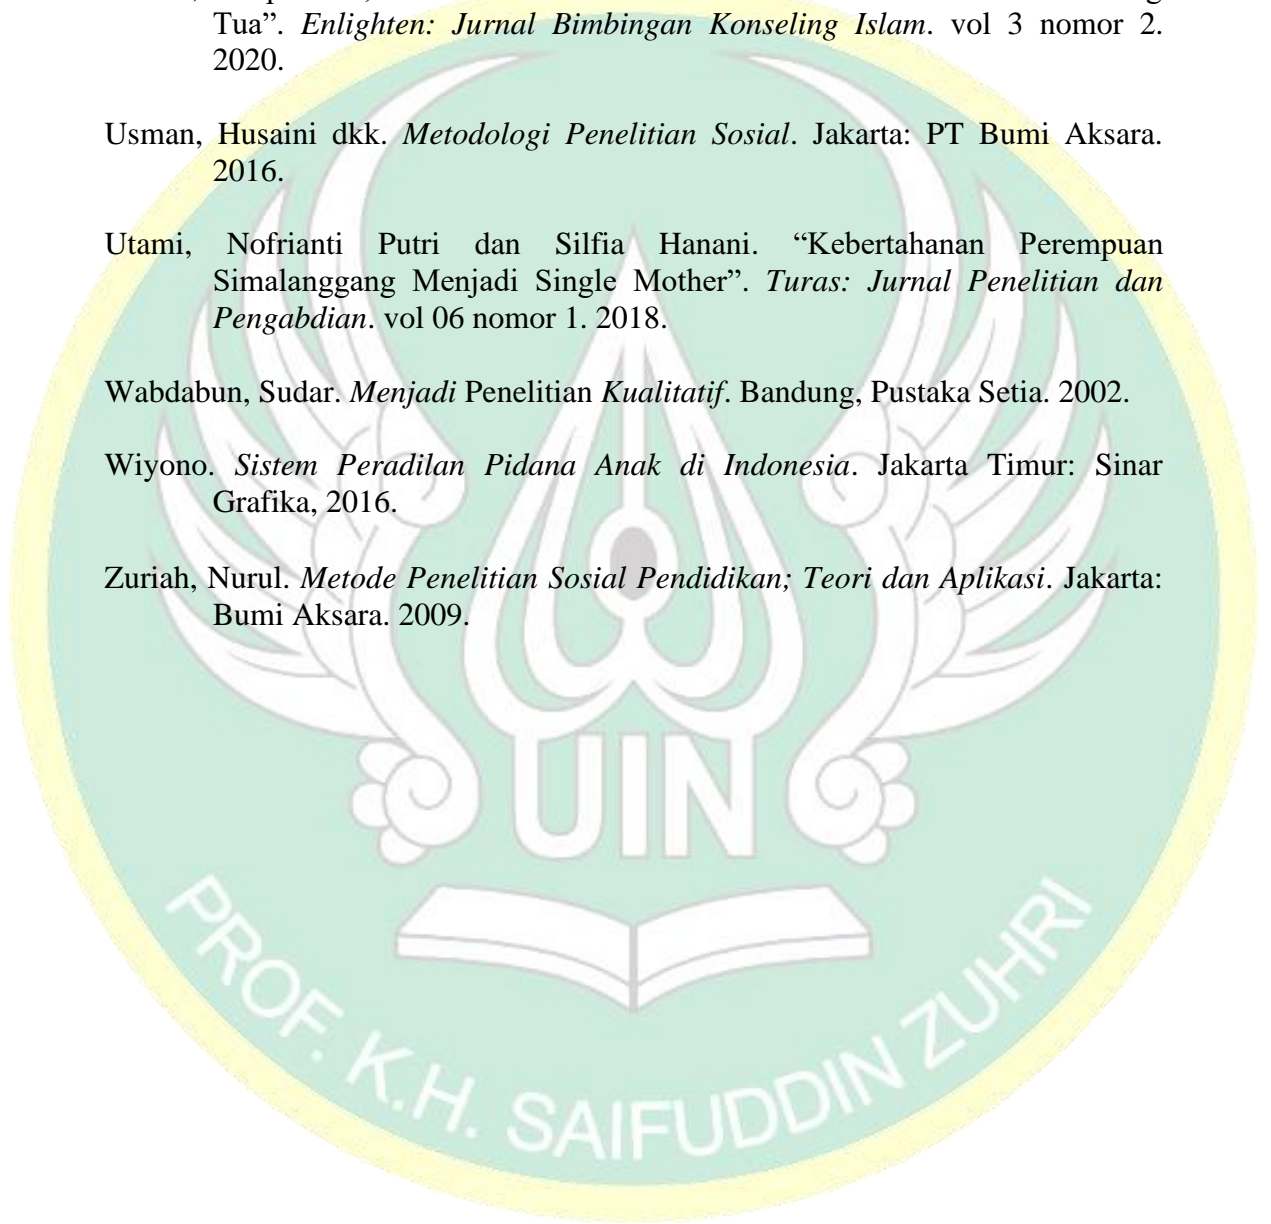 Tua”. Enlighten: Jurnal Bimbingan Konseling Islam. vol 3 nomor 2.
2020.
Usman, Husaini dkk. Metodologi Penelitian Sosial. Jakarta: PT Bumi Aksara.
2016.
Utami, Nofrianti Putri dan Silfia Hanani. “Kebertahanan Perempuan
Simalanggang Menjadi Single Mother”. Turas: Jurnal Penelitian dan
Pengabdian. vol 06 nomor 1. 2018.
Wabdabun, Sudar. Menjadi Penelitian Kualitatif. Bandung, Pustaka Setia. 2002.
Wiyono. Sistem Peradilan Pidana Anak di Indonesia. Jakarta Timur: Sinar
Grafika, 2016.
Zuriah, Nurul. Metode Penelitian Sosial Pendidikan; Teori dan Aplikasi. Jakarta:
Bumi Aksara. 2009.
UIN
PROF. K.H. SAIFUDDIN ZUHRI